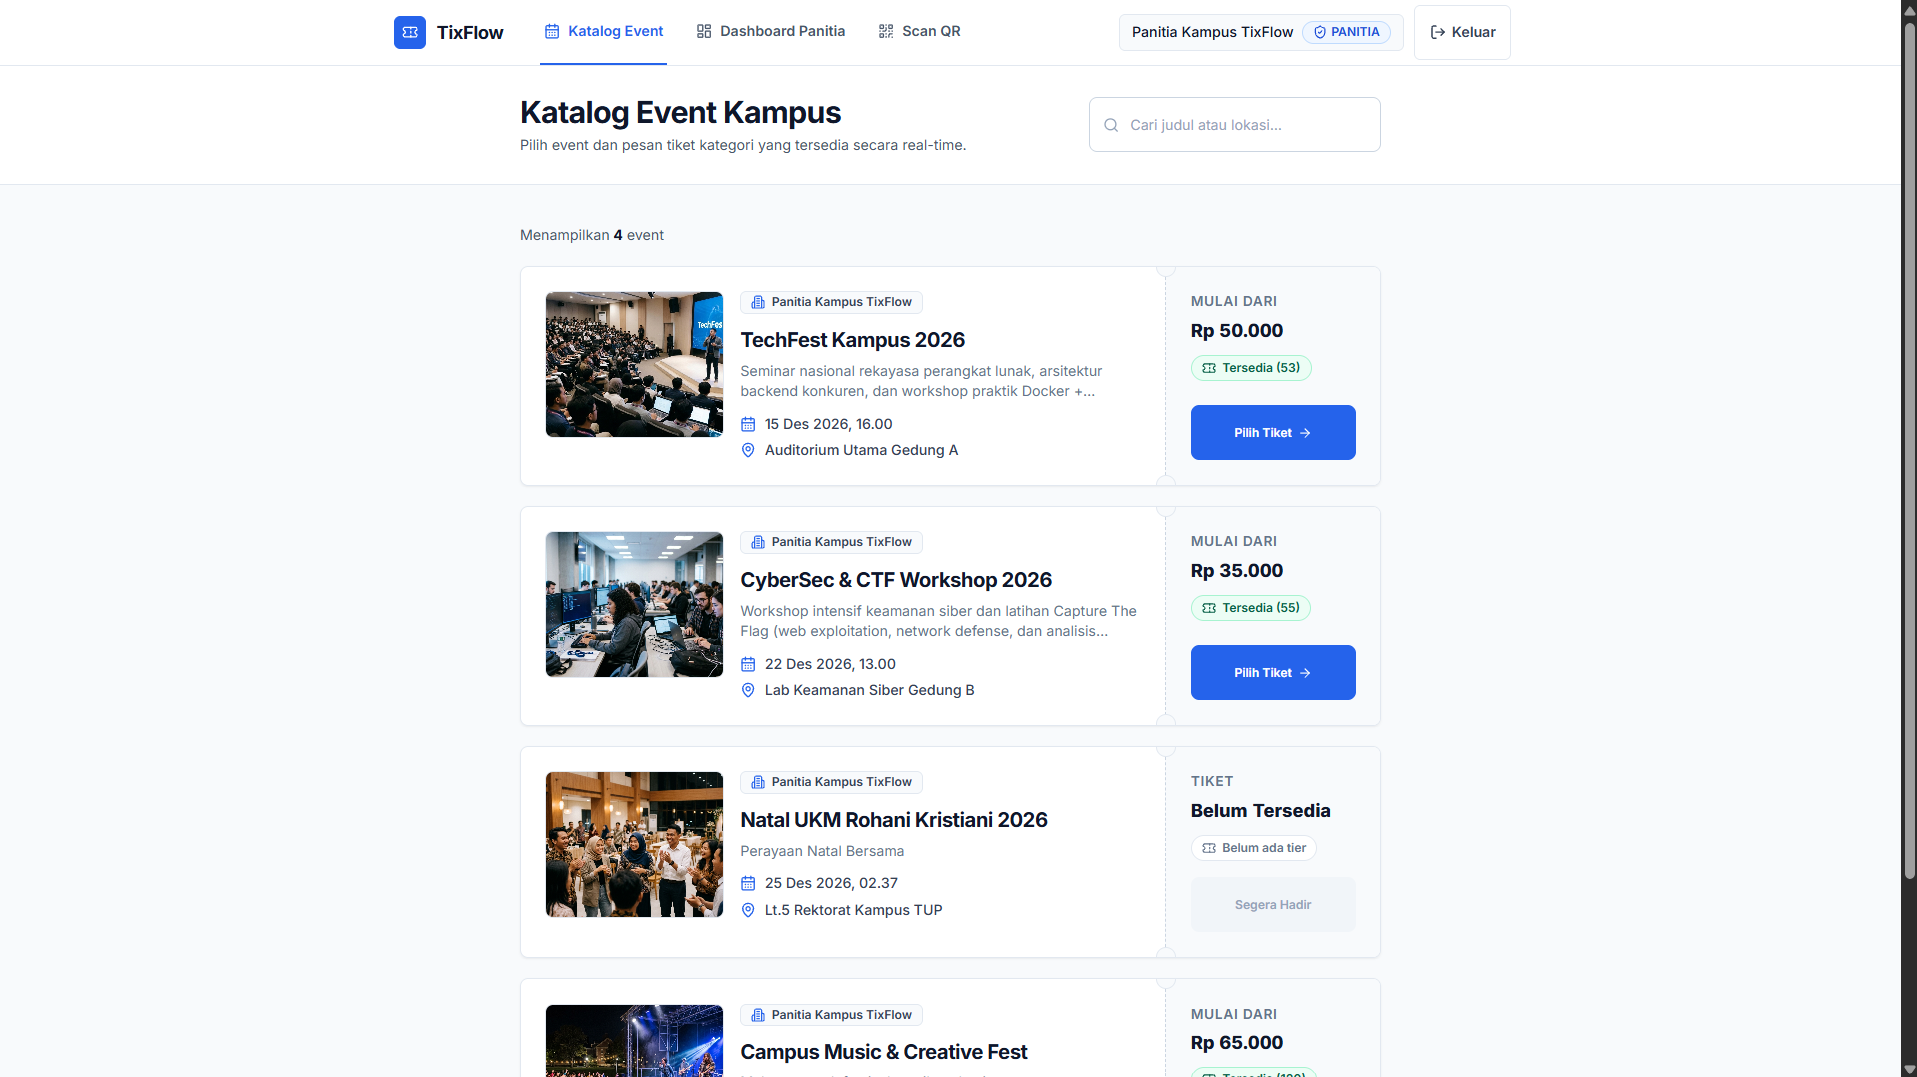 TixFlow
Katalog Event
Dashboard Panitia
Scan QR
Panitia Kampus TixFlow
PANITIA
Keluar
Katalog Event Kampus
Pilih event dan pesan tiket kategori yang tersedia secara real-time.
Cari judul atau lokasi...
Menampilkan 4 event
Panitia Kampus TixFlow
TechFest Kampus 2026
Seminar nasional rekayasa perangkat lunak, arsitektur
backend konkuren, dan workshop praktik Docker +...
15 Des 2026, 16.00
Auditorium Utama Gedung A
MULAI DARI
Rp 50.000
Tersedia (53)
Pilih Tiket →
Panitia Kampus TixFlow
CyberSec & CTF Workshop 2026
Workshop intensif keamanan siber dan latihan Capture The
Flag (web exploitation, network defense, dan analisis...
22 Des 2026, 13.00
Lab Keamanan Siber Gedung B
MULAI DARI
Rp 35.000
Tersedia (55)
Pilih Tiket →
Panitia Kampus TixFlow
Natal UKM Rohani Kristiani 2026
Perayaan Natal Bersama
25 Des 2026, 02.37
Lt.5 Rektorat Kampus TUP
TIKET
Belum Tersedia
Belum ada tier
Segera Hadir
Panitia Kampus TixFlow
Campus Music & Creative Fest
MULAI DARI
Rp 65.000